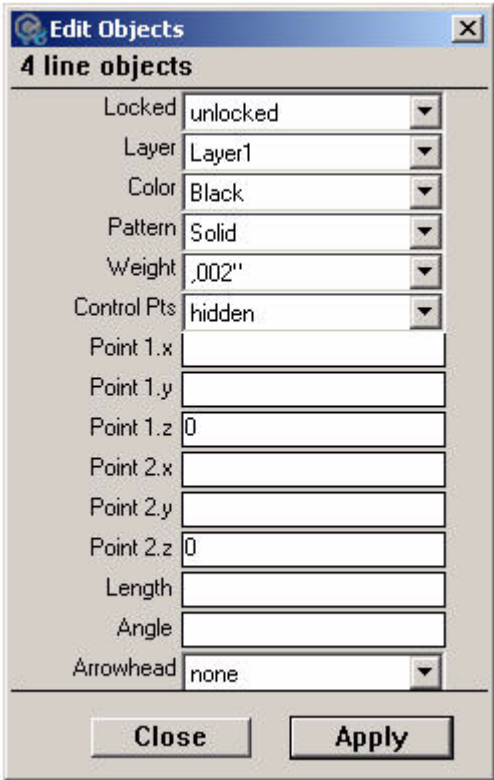 Edit Objects
4 line objects
Locked unlocked
Layer Layer1
Color Black
Pattern Solid
Weight ,002"
Control Pts hidden
Point 1.x
Point 1.y
Point 1.z 0
Point 2.x
Point 2.y
Point 2.z 0
Length
Angle
Arrowhead none
Close Apply